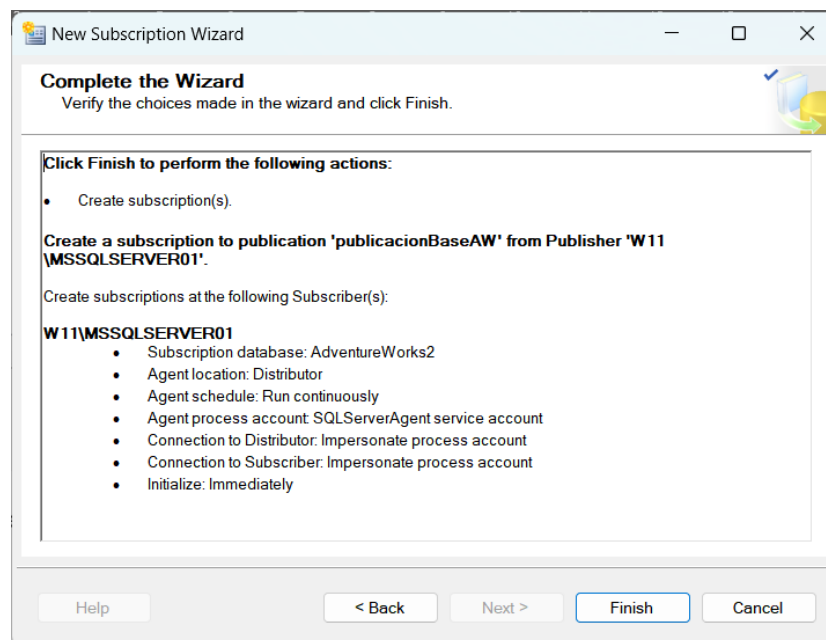 New Subscription Wizard
Complete the Wizard
Verify the choices made in the wizard and click Finish.
Click Finish to perform the following actions:
• Create subscription(s).
Create a subscription to publication 'publicacionBaseAW' from Publisher 'W11
\MSSQLSERVER01'.
Create subscriptions at the following Subscriber(s):
W11\MSSQLSERVER01
• Subscription database: AdventureWorks2
• Agent location: Distributor
• Agent schedule: Run continuously
• Agent process account: SQLServerAgent service account
• Connection to Distributor: Impersonate process account
• Connection to Subscriber: Impersonate process account
• Initialize: Immediately
Help
< Back
Next >
Finish
Cancel